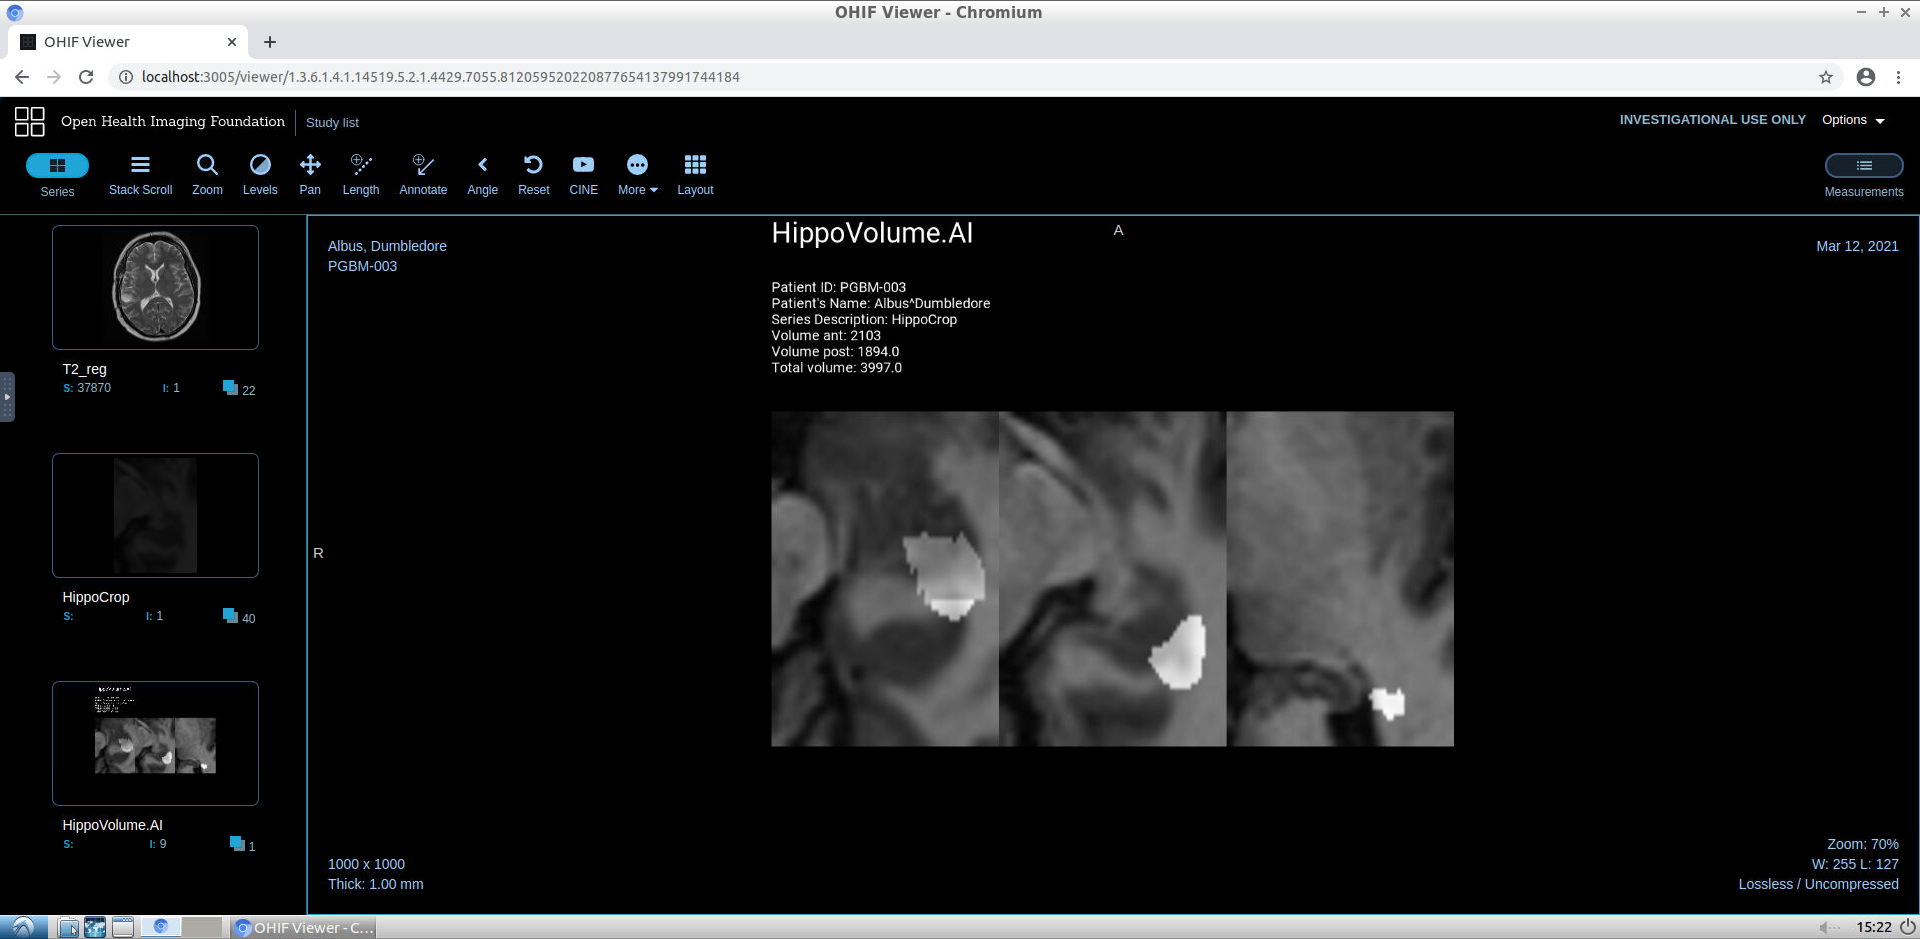 OHIF Viewer - Chromium
OHIF Viewer
localhost:3005/viewer/1.3.6.1.4.1.14519.5.2.1.4429.7055.812059520220877654137991744184
Open Health Imaging Foundation
Study list
INVESTIGATIONAL USE ONLY
Options
Series
Stack Scroll
Zoom
Levels
Pan
Length
Annotate
Angle
Reset
CINE
More
Layout
Measurements
T2_reg
S: 37870 I: 1 22
HippoCrop
S: I: 1 40
HippoVolume.AI
S: I: 9 1
Albus, Dumbledore
PGBM-003
HippoVolume.AI
A
Mar 12, 2021
Patient ID: PGBM-003
Patient's Name: Albus^Dumbledore
Series Description: HippoCrop
Volume ant: 2103
Volume post: 1894.0
Total volume: 3997.0
R
1000 x 1000
Thick: 1.00 mm
Zoom: 70%
W: 255 L: 127
Lossless / Uncompressed
OHIF Viewer - C...
15:22